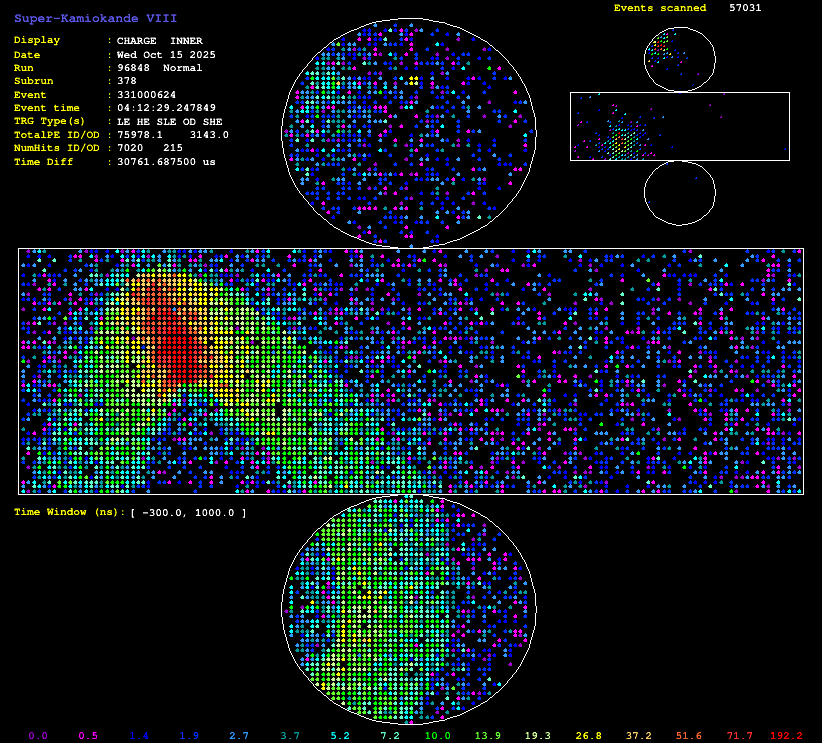 Super-Kamiokande VIII
Events scanned 57031
Display : CHARGE INNER
Date : Wed Oct 15 2025
Run : 96848 Normal
Subrun : 378
Event : 331000624
Event time : 04:12:29.247849
TRG Type(s) : LE HE SLE OD SHE
TotalPE ID/OD : 75978.1 3143.0
NumHits ID/OD : 7020 215
Time Diff : 30761.687500 us
Time Window (ns): [ -300.0, 1000.0 ]
0.0 0.5 1.4 1.9 2.7 3.7 5.2 7.2 10.0 13.9 19.3 26.8 37.2 51.6 71.7 192.2